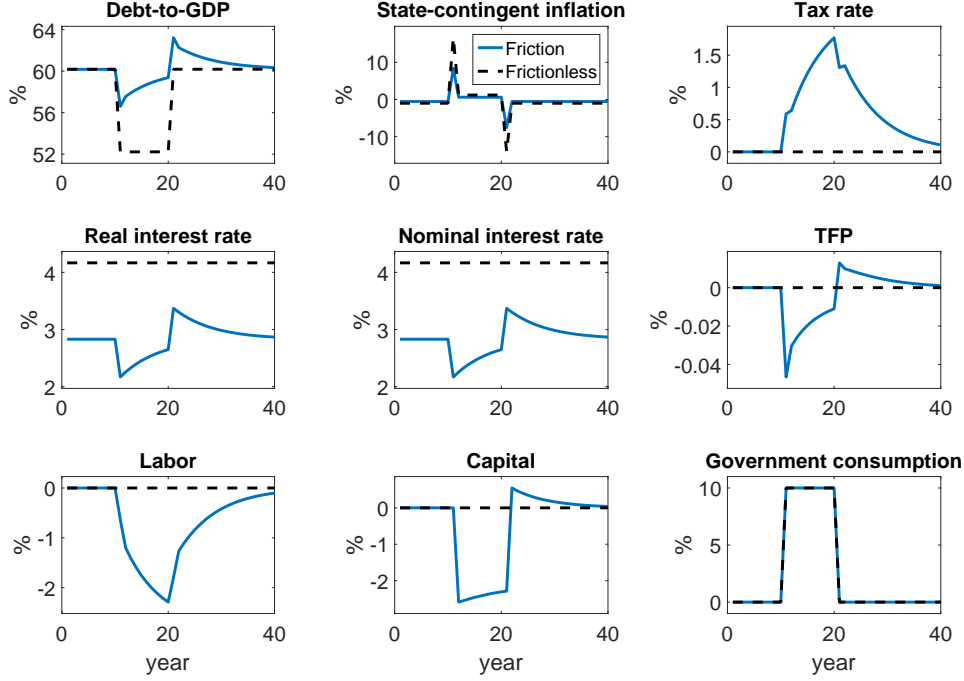 Debt-to-GDP
64
60
56
52
%
0 20 40
State-contingent inflation
10
0
-10
%
Friction
Frictionless
0 20 40
Tax rate
1.5
1
0.5
0
%
0 20 40
Real interest rate
4
3
2
%
0 20 40
Nominal interest rate
4
3
2
%
0 20 40
TFP
0
-0.02
-0.04
%
0 20 40
Labor
0
-1
-2
%
0 20 40
year
Capital
0
-1
-2
%
0 20 40
year
Government consumption
10
5
0
%
0 20 40
year